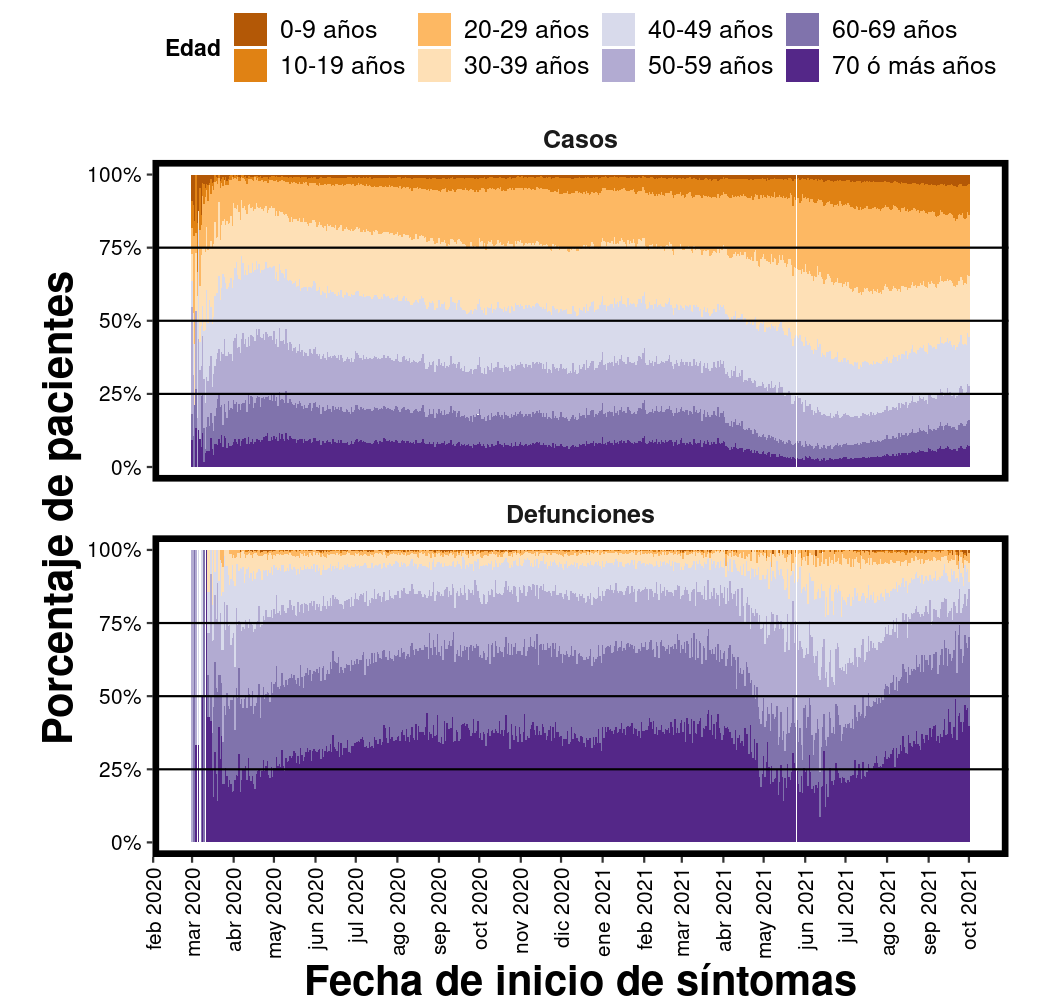 Edad
0-9 años 20-29 años 40-49 años 60-69 años
10-19 años 30-39 años 50-59 años 70 ó más años
Casos
100%
75%
50%
25%
0%
Defunciones
100%
75%
50%
25%
0%
Porcentaje de pacientes
feb 2020
mar 2020
abr 2020
may 2020
jun 2020
jul 2020
ago 2020
sep 2020
oct 2020
nov 2020
dic 2020
ene 2021
feb 2021
mar 2021
abr 2021
may 2021
jun 2021
jul 2021
ago 2021
sep 2021
oct 2021
Fecha de inicio de síntomas